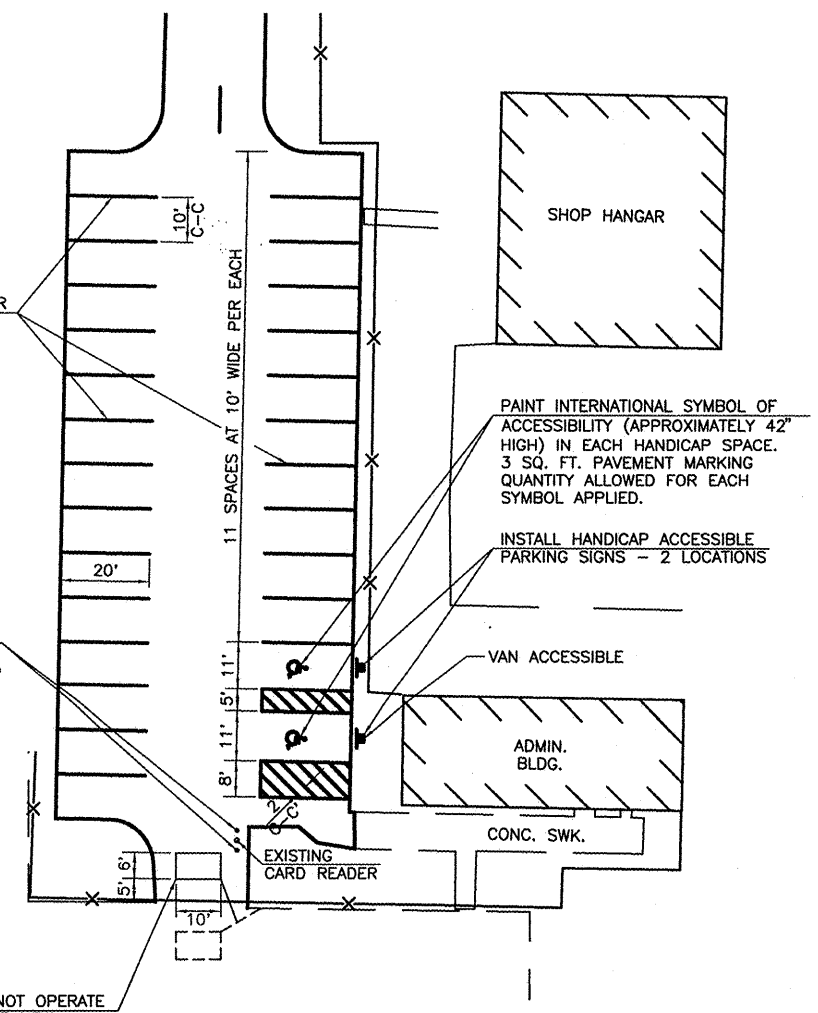 SHOP HANGAR
10'
C-C
R
11 SPACES AT 10' WIDE PER EACH
PAINT INTERNATIONAL SYMBOL OF
ACCESSIBILITY (APPROXIMATELY 42"
HIGH) IN EACH HANDICAP SPACE.
3 SQ. FT. PAVEMENT MARKING
QUANTITY ALLOWED FOR EACH
SYMBOL APPLIED.
INSTALL HANDICAP ACCESSIBLE
PARKING SIGNS - 2 LOCATIONS
20'
VAN ACCESSIBLE
11'
5'
11'
8'
ADMIN.
BLDG.
2'
C-C
CONC. SWK.
EXISTING
CARD READER
6'
5'
10'
NOT OPERATE